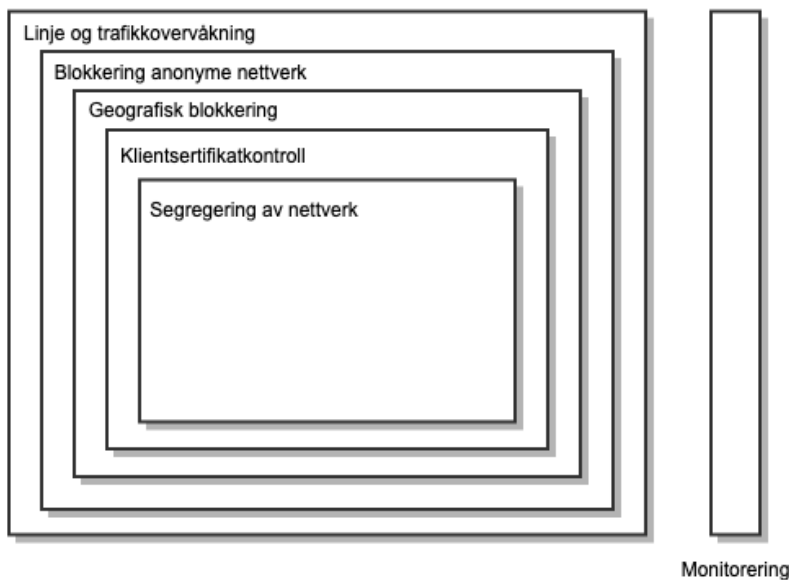 Linje og trafikkovervåkning
Blokkering anonyme nettverk
Geografisk blokkering
Klientsertifikatkontroll
Segregering av nettverk
Monitorering